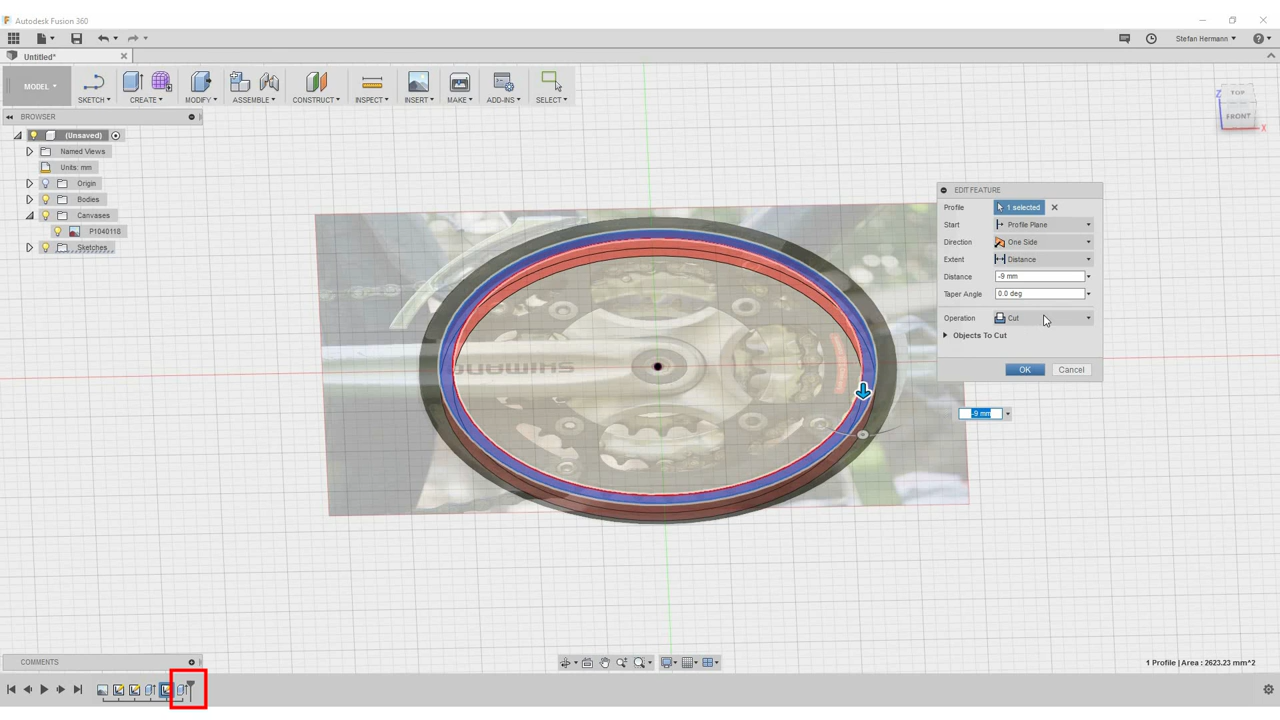 Autodesk Fusion 360
Stefan Hermann
Untitled*
MODEL
SKETCH
CREATE
MODIFY
ASSEMBLE
CONSTRUCT
INSPECT
INSERT
MAKE
ADD-INS
SELECT
TOP
FRONT
Z
X
BROWSER
(Unsaved)
Named Views
Units: mm
Origin
Bodies
Canvases
P1040118
Sketches
EDIT FEATURE
Profile 1 selected
Start Profile Plane
Direction One Side
Extent Distance
Distance -9 mm
Taper Angle 0.0 deg
Operation Cut
Objects To Cut
OK Cancel
-9 mm
SHIMANO
COMMENTS
1 Profile | Area : 2623.23 mm^2